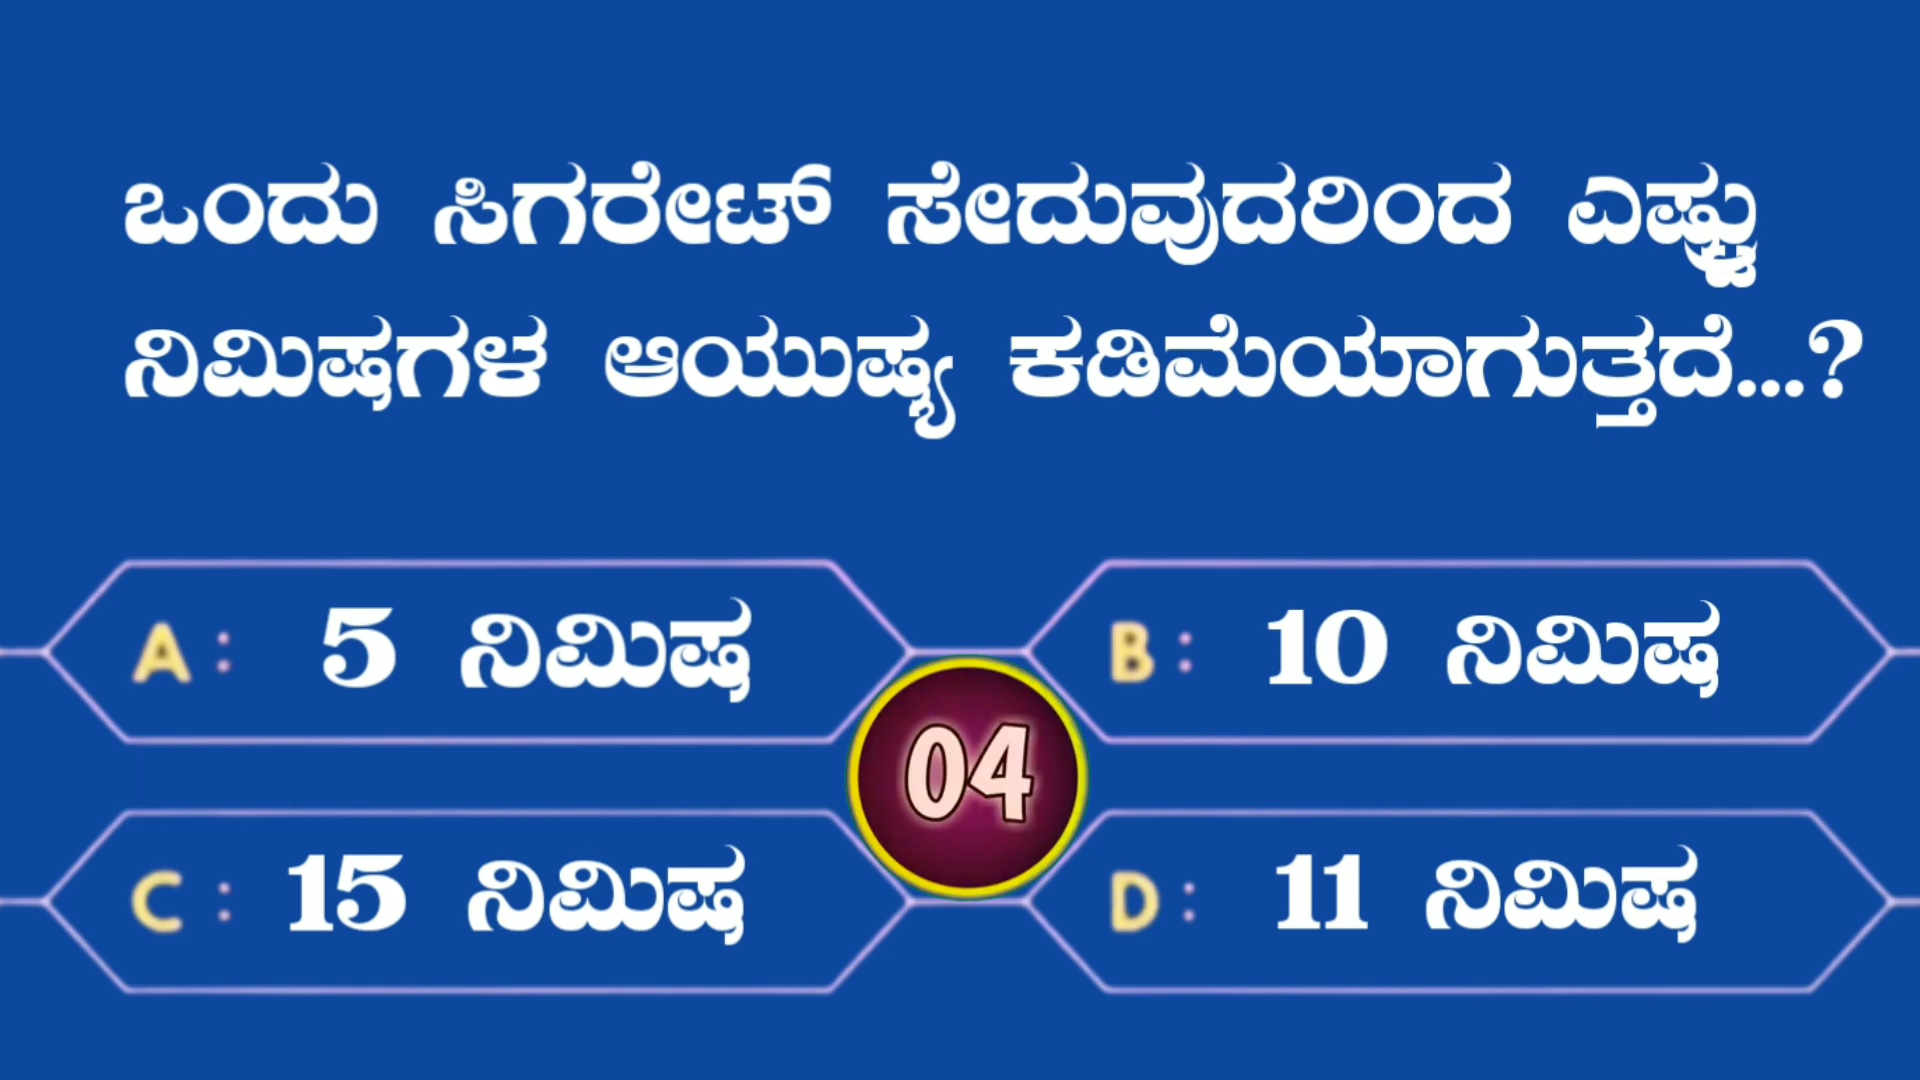 ಒಂದು ಸಿಗರೇಟ್ ಸೇದುವುದರಿಂದ ಎಷ್ಟು
ನಿಮಿಷಗಳ ಆಯುಷ್ಯ ಕಡಿಮೆಯಾಗುತ್ತದೆ...?
A : 5 ನಿಮಿಷ
B : 10 ನಿಮಿಷ
04
C : 15 ನಿಮಿಷ
D : 11 ನಿಮಿಷ